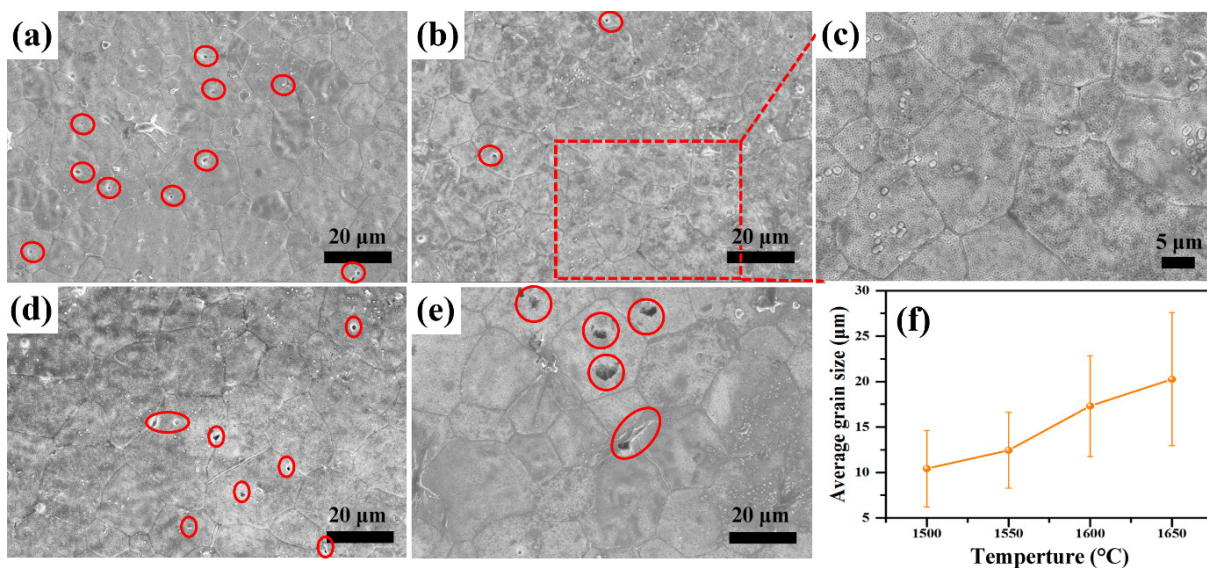 (a)
20 µm
(b)
20 µm
(c)
5 µm
(d)
20 µm
(e)
20 µm
(f)
30
25
20
15
10
5
Average grain size (µm)
1500 1550 1600 1650
Temperture (°C)